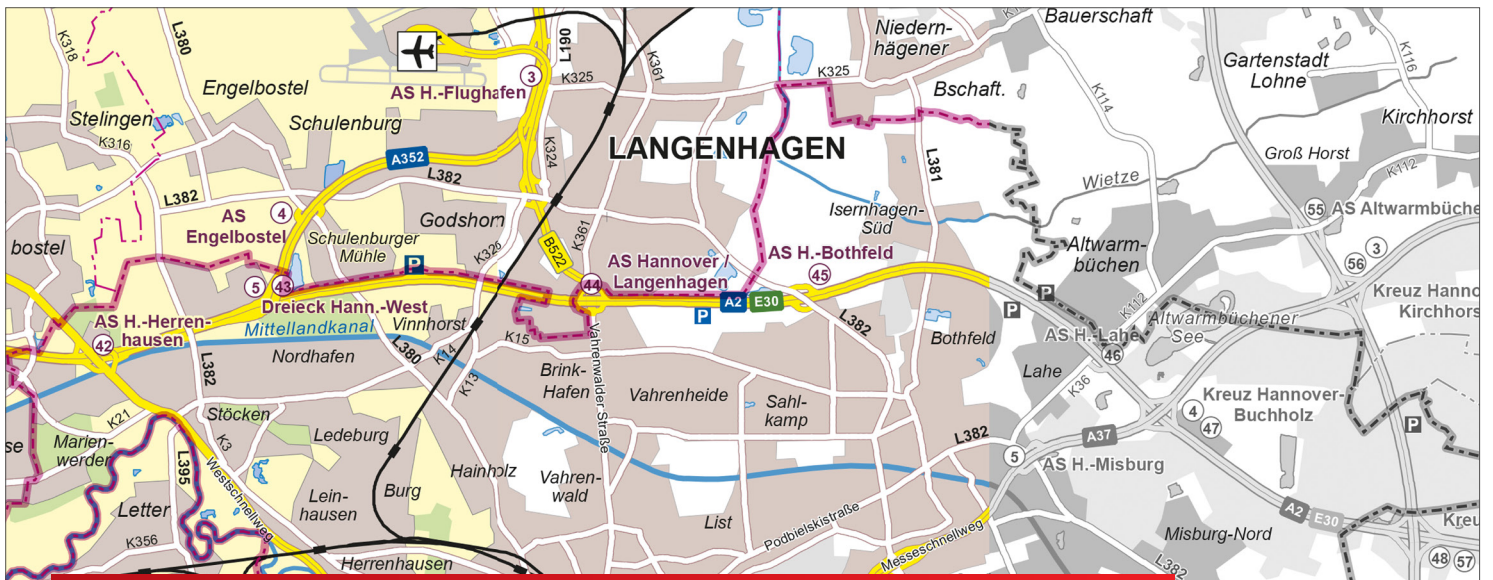 K318
L380
L190
3
K325
K361
AS H.-Flughafen
Niedern-
hägener
K325
Bauerschaft
Gartenstadt
Lohne
K116
Engelbostel
Stelingen
K316
Schulenburg
A352
K324
LANGENHAGEN
Bschaft.
K114
Kirchhorst
Groß Horst
L381
K112
Wietze
L382
L382
4
AS
Engelbostel
Godshorn
Isernhagen-
Süd
55
AS Altwarmbüche
bostel
Schulenburger
Mühle
K326
B522
K361
Altwarm-
büchen
3
56
P
AS Hannover /
Langenhagen
AS H.-Bothfeld
45
5
43
44
Dreieck Hann.-West
A2
E30
P
P
P
Kreuz Hanno
Kirchhors
AS H.-Herren-
hausen
42
Mittellandkanal
Vinnhorst
Nordhafen
L380
K14
K15
K13
L382
L382
K112
Altwarmbüchener
See
AS H.-Lahe
46
Bothfeld
Lahe
K36
Brink-
Hafen
Vahrenwalder Straße
Vahrenheide
Sahl-
kamp
Kreuz Hannover-
Buchholz
4
47
P
K21
Stöcken
K3
se
Marien-
werder
Ledeburg
L395
Westschnellweg
L382
A37
5
AS H.-Misburg
Hainholz
Vahren-
wald
Burg
Lein-
hausen
Letter
List
Podbielskistraße
Messeschnellweg
A2
E30
Kreu
Misburg-Nord
K356
Herrenhausen
L382
48
57